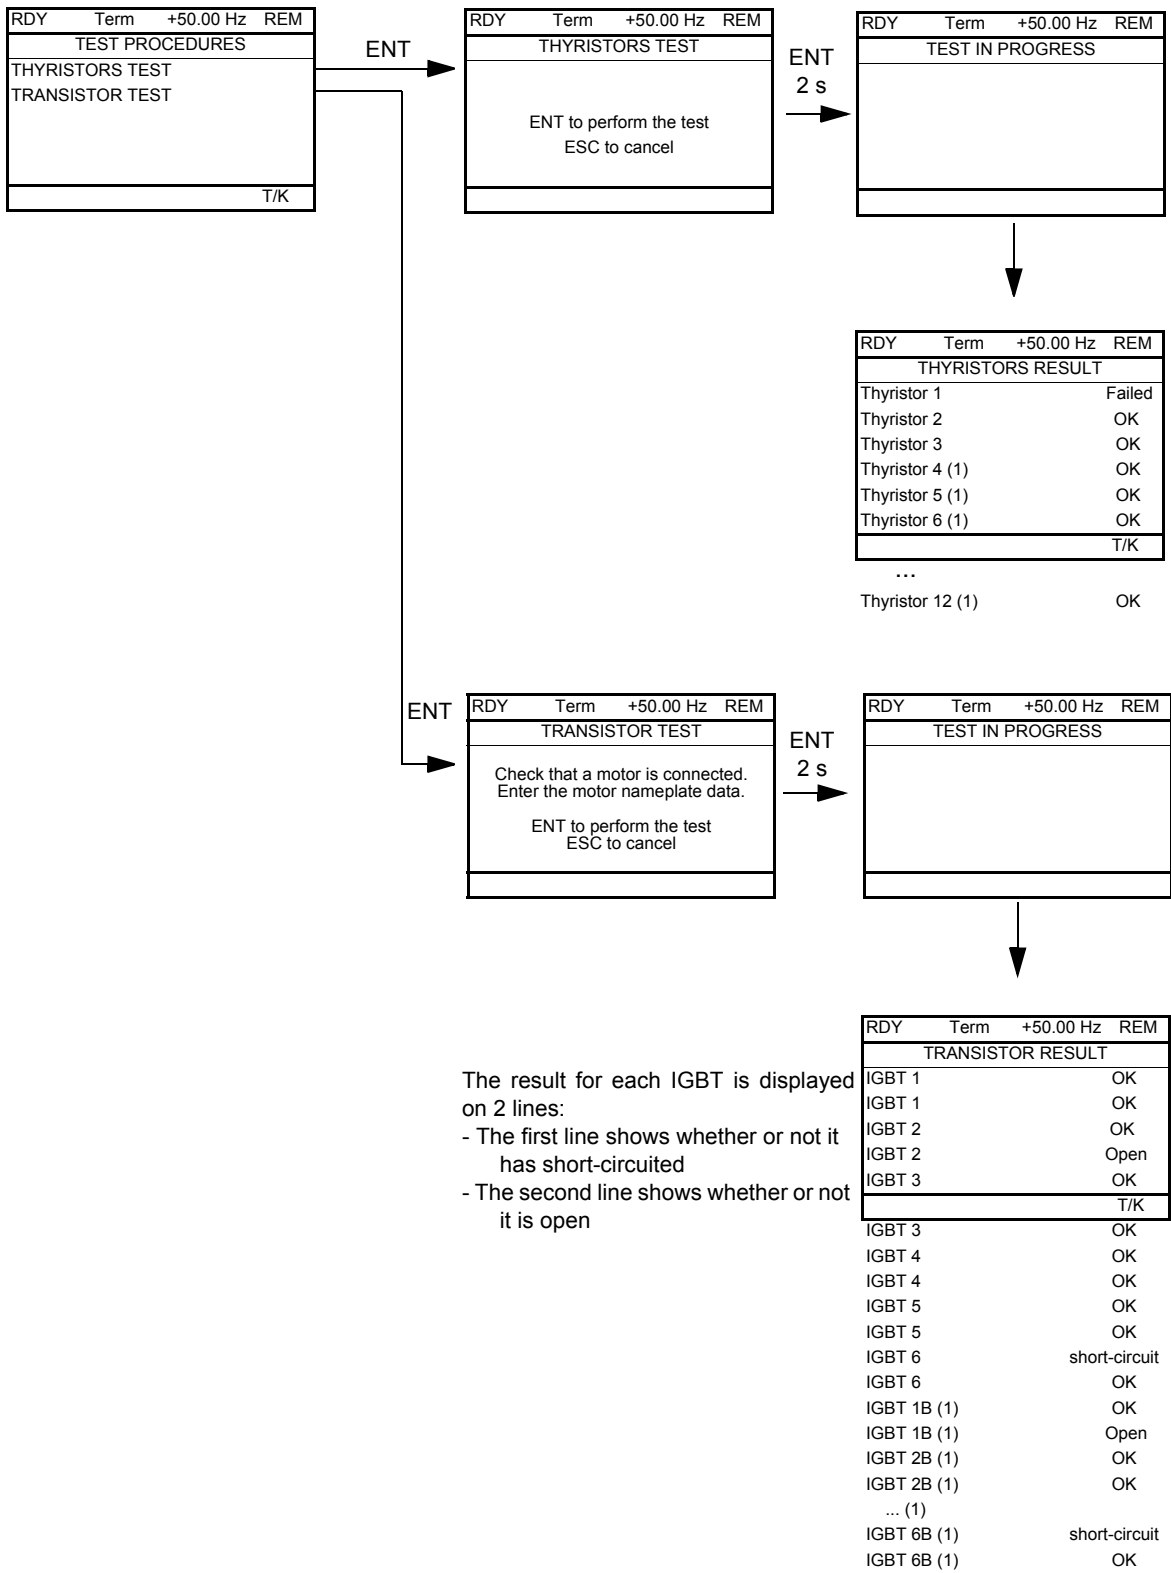 RDY Term +50.00 Hz REM
TEST PROCEDURES
THYRISTORS TEST
TRANSISTOR TEST
T/K
ENT
RDY Term +50.00 Hz REM
THYRISTORS TEST
ENT to perform the test
ESC to cancel
ENT
2 s
RDY Term +50.00 Hz REM
TEST IN PROGRESS
RDY Term +50.00 Hz REM
THYRISTORS RESULT
Thyristor 1 Failed
Thyristor 2 OK
Thyristor 3 OK
Thyristor 4 (1) OK
Thyristor 5 (1) OK
Thyristor 6 (1) OK
T/K
...
Thyristor 12 (1) OK
ENT
RDY Term +50.00 Hz REM
TRANSISTOR TEST
Check that a motor is connected.
Enter the motor nameplate data.
ENT to perform the test
ESC to cancel
ENT
2 s
RDY Term +50.00 Hz REM
TEST IN PROGRESS
The result for each IGBT is displayed
on 2 lines:
- The first line shows whether or not it
has short-circuited
- The second line shows whether or not
it is open
RDY Term +50.00 Hz REM
TRANSISTOR RESULT
IGBT 1 OK
IGBT 1 OK
IGBT 2 OK
IGBT 2 Open
IGBT 3 OK
T/K
IGBT 3 OK
IGBT 4 OK
IGBT 4 OK
IGBT 5 OK
IGBT 5 OK
IGBT 6 short-circuit
IGBT 6 OK
IGBT 1B (1) OK
IGBT 1B (1) Open
IGBT 2B (1) OK
IGBT 2B (1) OK
... (1)
IGBT 6B (1) short-circuit
IGBT 6B (1) OK